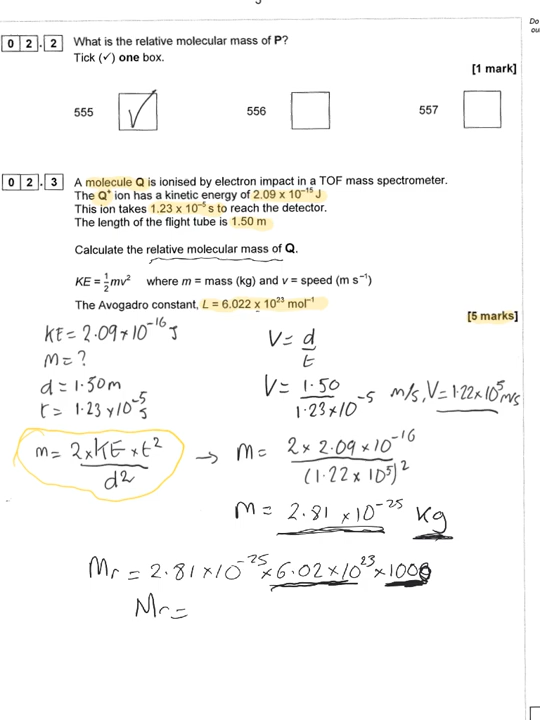 Do
ou
0 2 . 2 What is the relative molecular mass of P?
Tick (✓) one box.
[1 mark]
555 ✓ 556 557
0 2 . 3 A molecule Q is ionised by electron impact in a TOF mass spectrometer.
The Q⁺ ion has a kinetic energy of 2.09 x 10⁻¹⁵ J
This ion takes 1.23 x 10⁻⁵ s to reach the detector.
The length of the flight tube is 1.50 m
Calculate the relative molecular mass of Q.
KE = ½mv² where m = mass (kg) and v = speed (m s⁻¹)
The Avogadro constant, L = 6.022 x 10²³ mol⁻¹
[5 marks]
KE = 2.09 x 10⁻¹⁶ J
m = ?
d = 1.50m
t = 1.23 x 10⁻⁵ s
V = d/t
V = 1.50 / 1.23 x 10⁻⁵ m/s, V = 1.22 x 10⁵ m/s
m = 2 x KE x t² / d² → m = 2 x 2.09 x 10⁻¹⁶ / (1.22 x 10⁵)²
m = 2.81 x 10⁻²⁵ kg
Mr = 2.81 x 10⁻²⁵ x 6.02 x 10²³ x 1000
Mr =